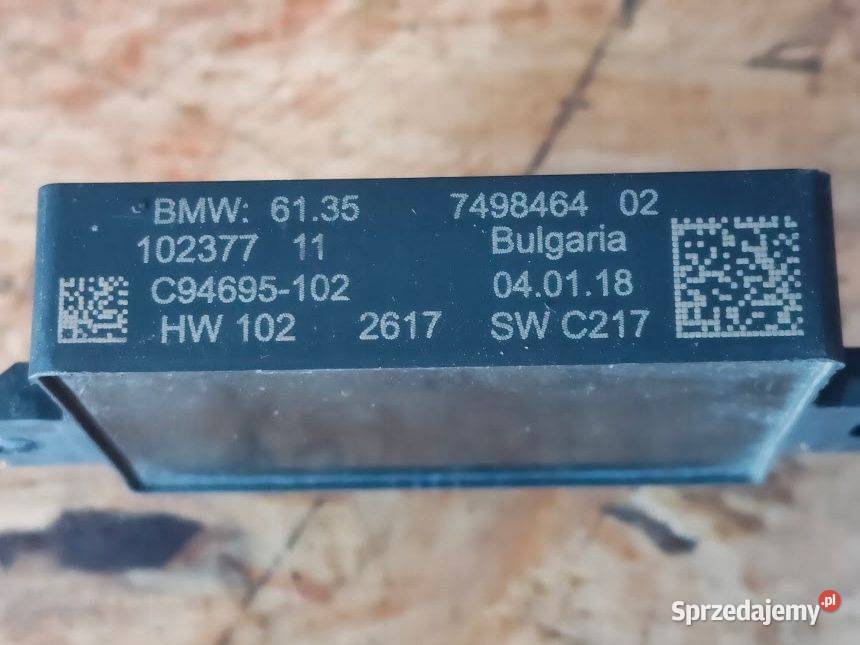 BMW: 61.35 7498464 02
102377 11 Bulgaria
C94695-102 04.01.18
HW 102 2617 SW C217
Sprzedajemy.pl